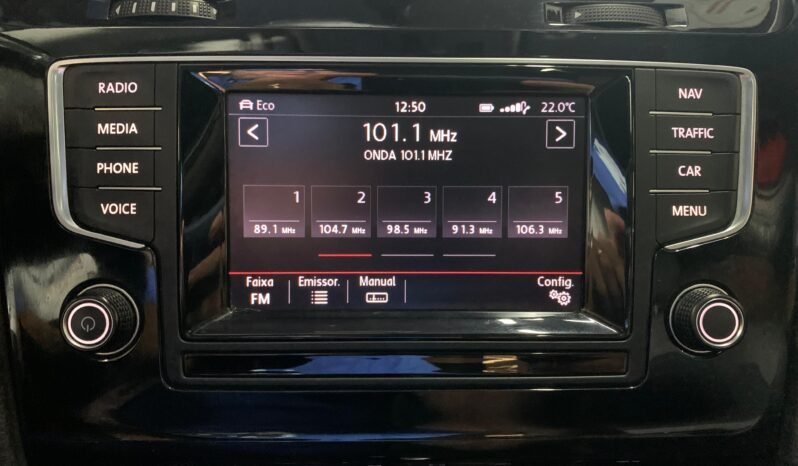 RADIO
MEDIA
PHONE
VOICE
Eco 12:50 22.0°C
< 101.1 MHz >
ONDA 101.1 MHZ
1 2 3 4 5
89.1 MHz 104.7 MHz 98.5 MHz 91.3 MHz 106.3 MHz
Faixa Emissor. Manual Config.
FM
NAV
TRAFFIC
CAR
MENU